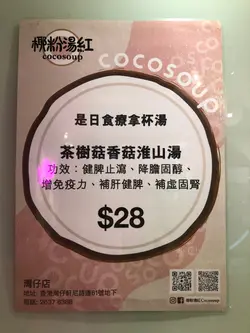 棵粉湯紅
cocosoup
COCOSOUP
是日食療拿杯湯
茶樹菇香菇淮山湯
功效：健脾止瀉、降膽固醇、
增免疫力、補肝健脾、補虛固腎
$28
灣仔店